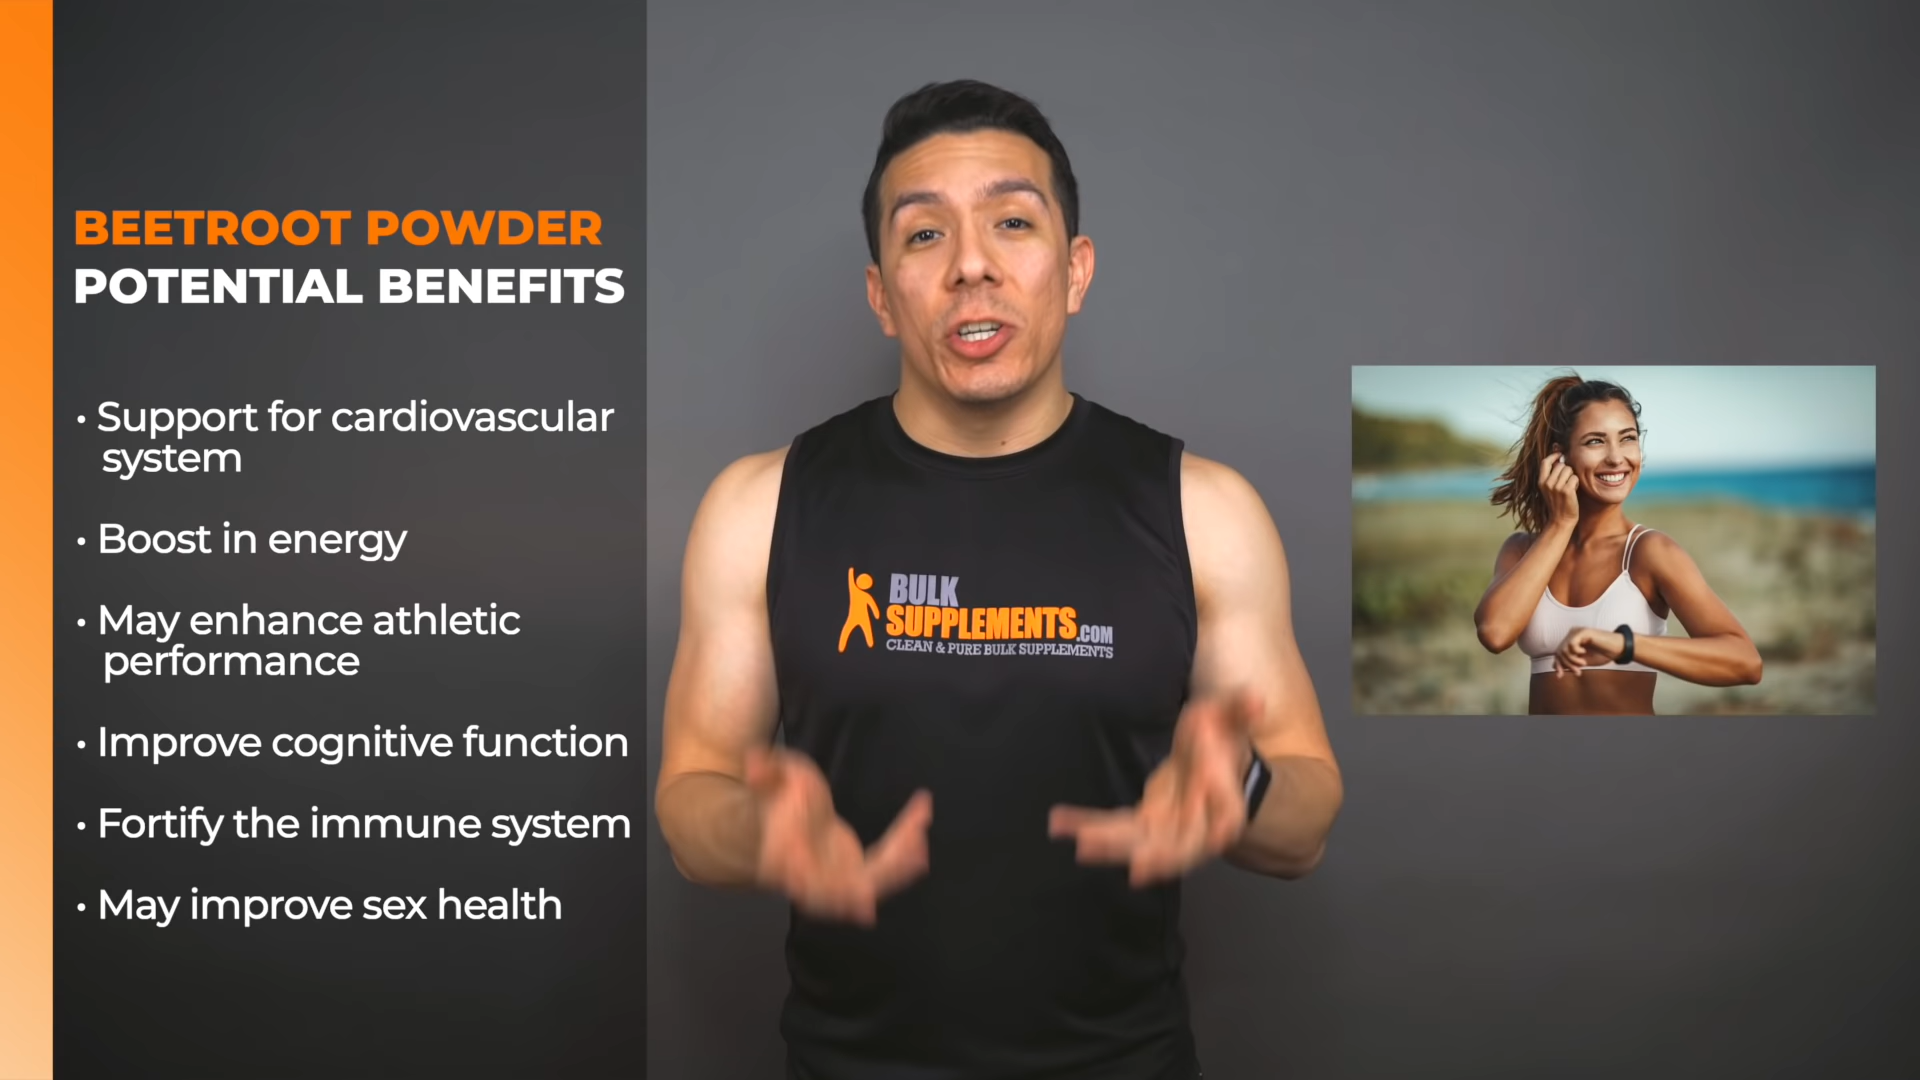 BEETROOT POWDER
POTENTIAL BENEFITS
• Support for cardiovascular
system
• Boost in energy
• May enhance athletic
performance
• Improve cognitive function
• Fortify the immune system
• May improve sex health
BULK
SUPPLEMENTS.COM
CLEAN & PURE BULK SUPPLEMENTS